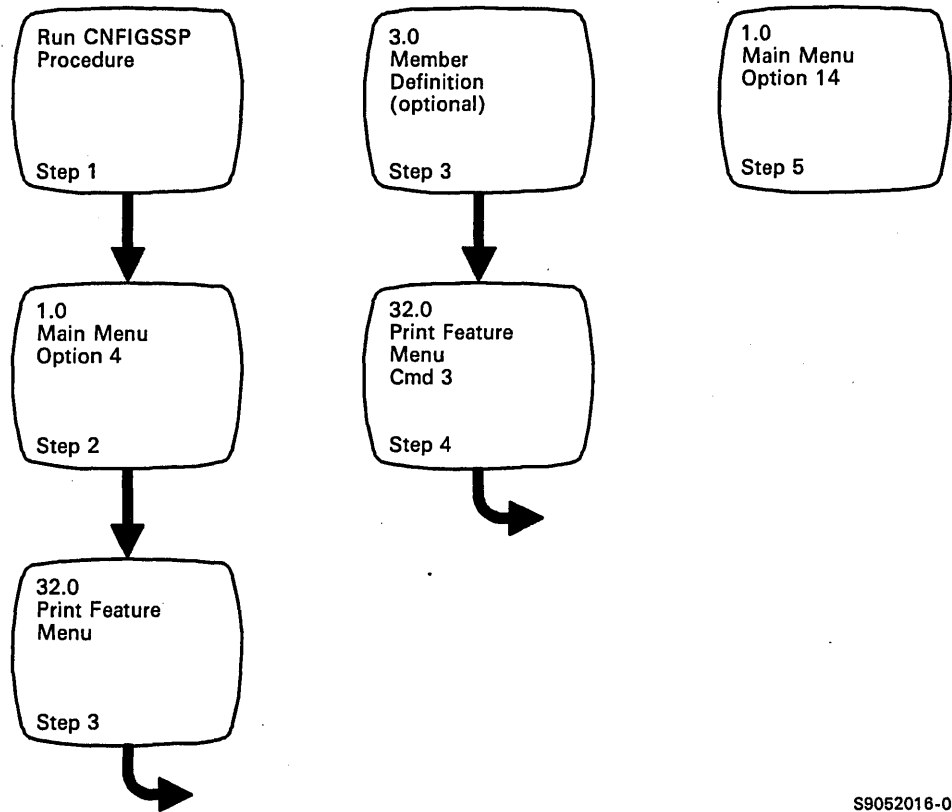 Run CNFIGSSP
Procedure
Step 1
1.0
Main Menu
Option 4
Step 2
32.0
Print Feature
Menu
Step 3
3.0
Member
Definition
(optional)
Step 3
32.0
Print Feature
Menu
Cmd 3
Step 4
1.0
Main Menu
Option 14
Step 5
S9052016-0